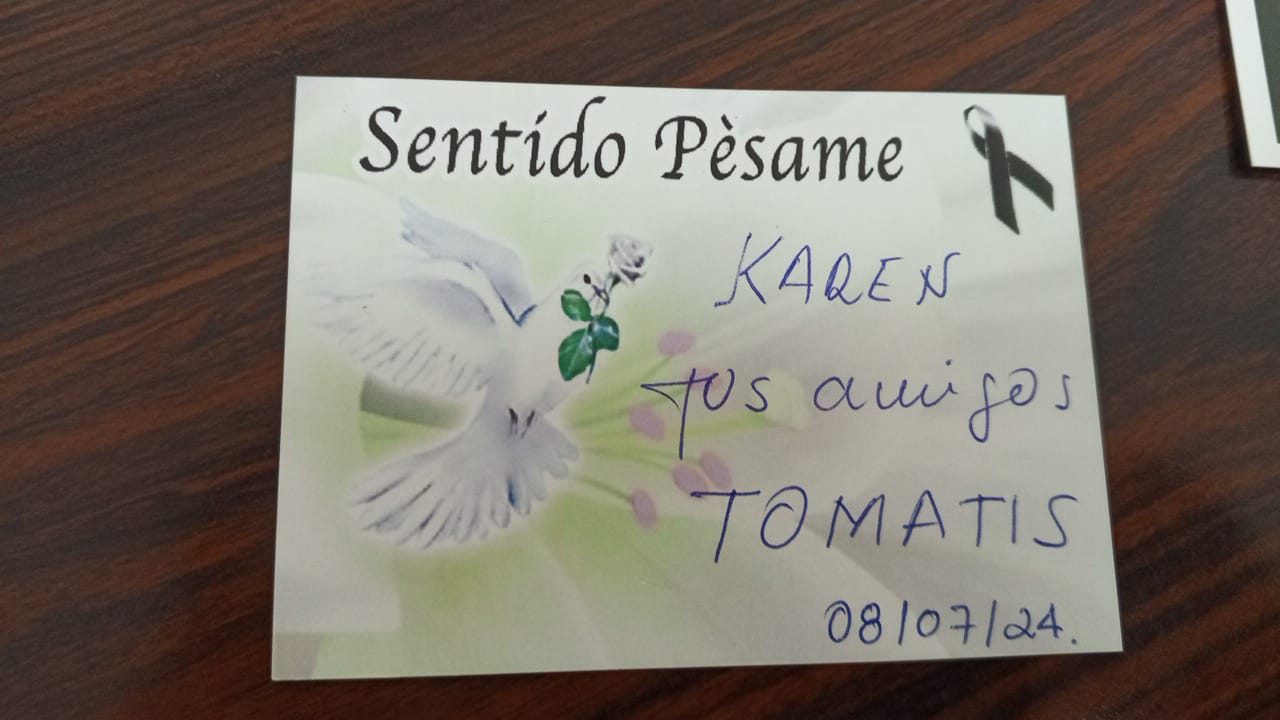 Sentido Pèsame
KAREN
tus amigos
TOMATIS
08/07/24.